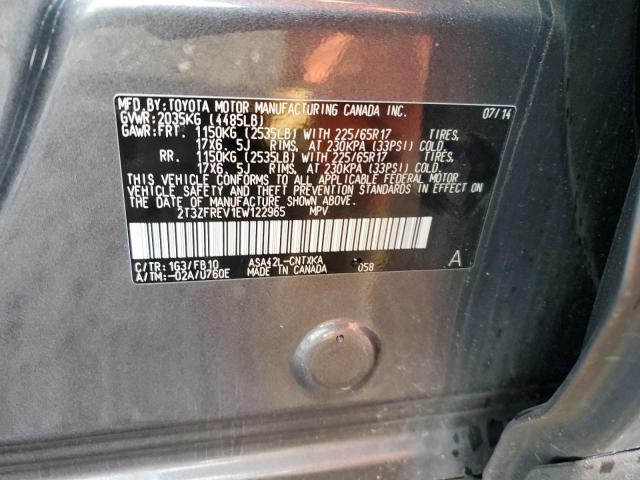 MFD.BY:TOYOTA MOTOR MANUFACTURING CANADA INC. 07/14
GVWR:2035KG (4485LB)
GAWR:FRT. 1150KG (2535LB) WITH 225/65R17 TIRES,
17X6.5J RIMS, AT 230KPA (33PSI) COLD.
RR. 1150KG (2535LB) WITH 225/65R17 TIRES,
17X6.5J RIMS, AT 230KPA (33PSI) COLD.
THIS VEHICLE CONFORMS TO ALL APPLICABLE FEDERAL MOTOR
VEHICLE SAFETY AND THEFT PREVENTION STANDARDS IN EFFECT ON
THE DATE OF MANUFACTURE SHOWN ABOVE.
2T3ZFREV1EW122965 MPV
C/TR:1G3/FB10 ASA42L-CNTXKA 058 A
A/TM:-02A/U760E MADE IN CANADA